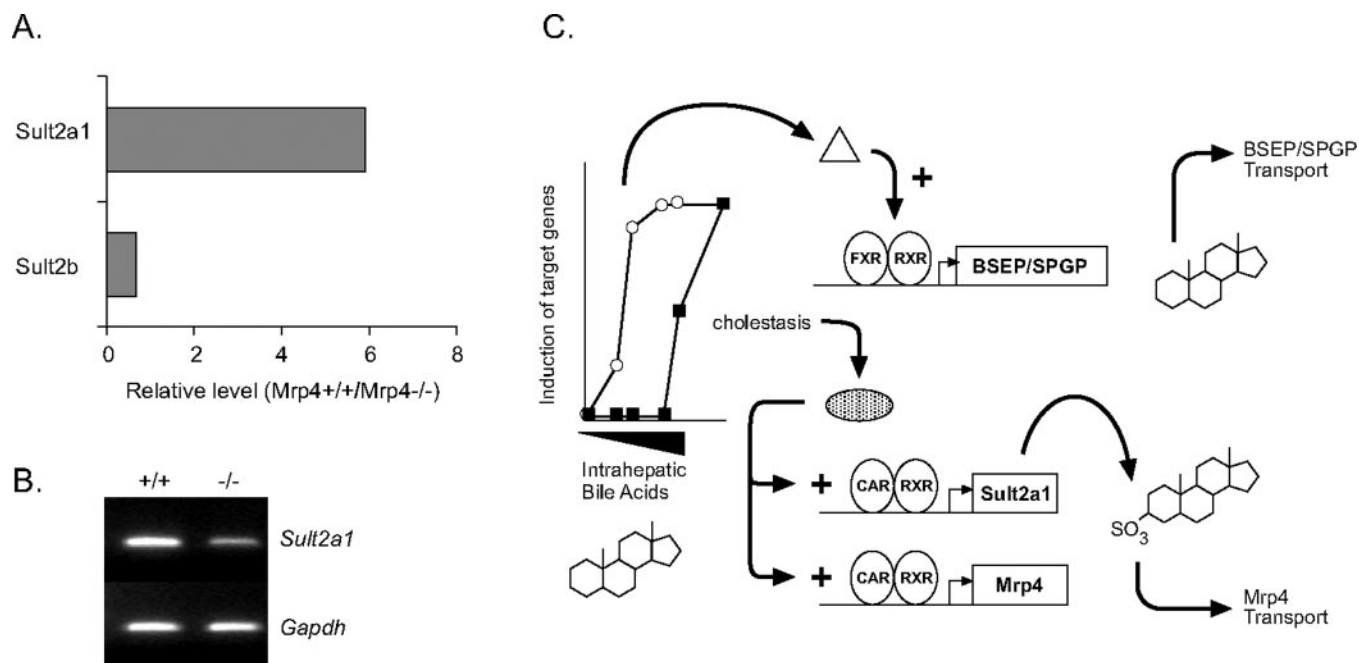 A.
Sult2a1
Sult2b
0 2 4 6 8
Relative level (Mrp4+/+/Mrp4-/-)
B.
+/+ -/-
Sult2a1
Gapdh
C.
Induction of target genes
Intrahepatic
Bile Acids
+
FXR RXR BSEP/SPGP
BSEP/SPGP
Transport
cholestasis
+ CAR RXR Sult2a1
SO3
+ CAR RXR Mrp4
Mrp4
Transport